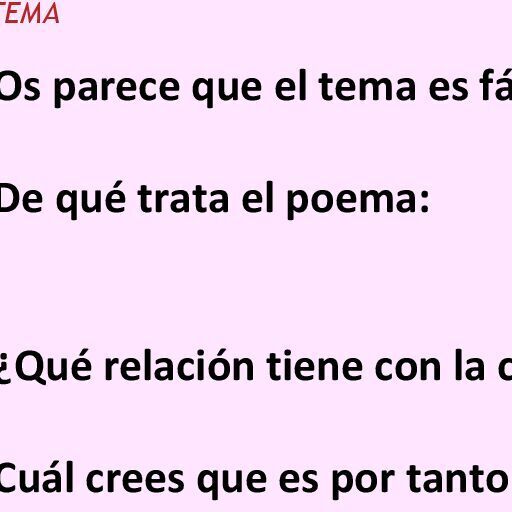 TEMA
Os parece que el tema es fá
De qué trata el poema:
¿Qué relación tiene con la
Cuál crees que es por tanto